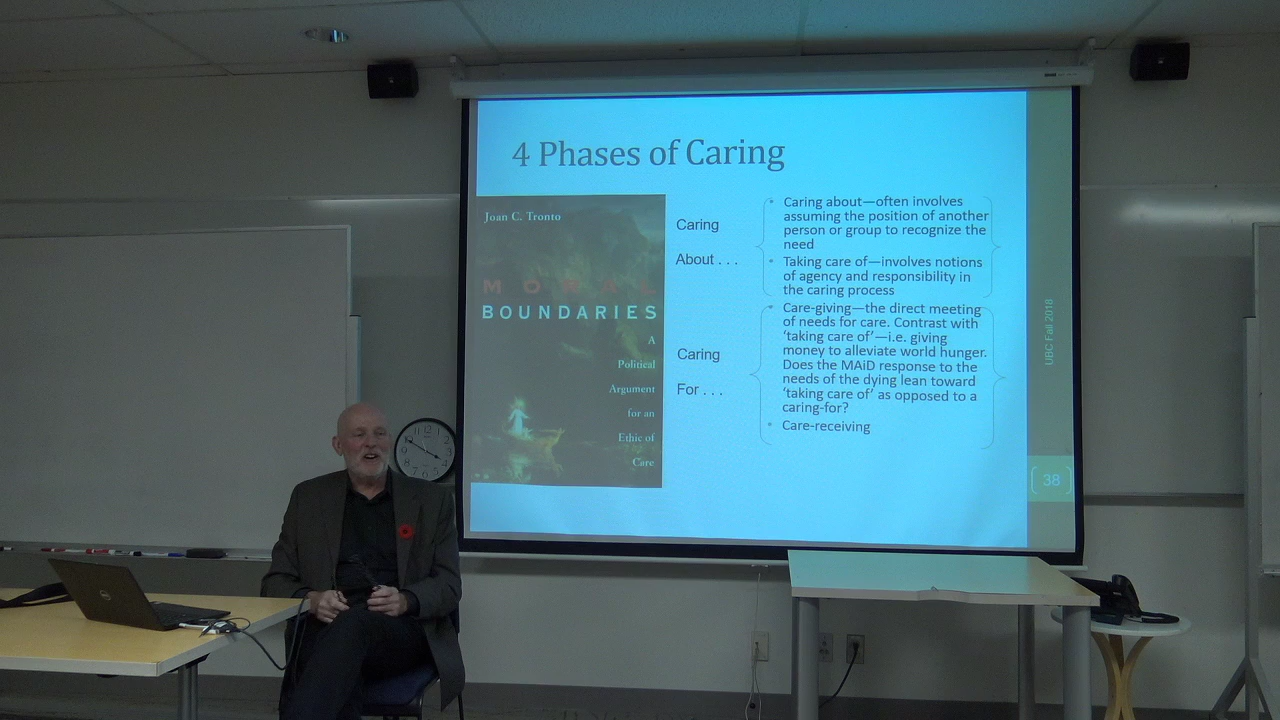 4 Phases of Caring
Joan C. Tronto
MORAL
BOUNDARIES
A
Political
Argument
for an
Ethic of
Care
Caring
About . . .
• Caring about—often involves
assuming the position of another
person or group to recognize the
need
• Taking care of—involves notions
of agency and responsibility in
the caring process
Caring
For . . .
• Care-giving—the direct meeting
of needs for care. Contrast with
‘taking care of’—i.e. giving
money to alleviate world hunger.
Does the MAiD response to the
needs of the dying lean toward
‘taking care of’ as opposed to a
caring-for?
• Care-receiving
UBC Fall 2018
38
DELL